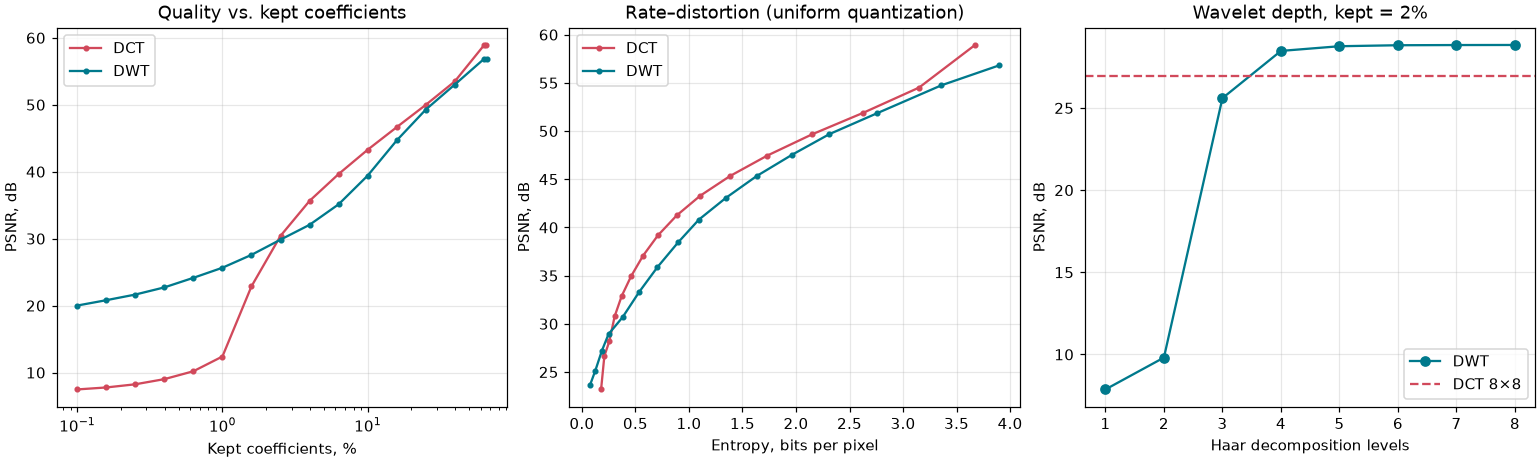 Quality vs. kept coefficients
60
50
40
30
20
10
PSNR, dB
DCT
DWT
10⁻¹
10⁰
10¹
Kept coefficients, %
Rate–distortion (uniform quantization)
60
55
50
45
40
35
30
25
PSNR, dB
DCT
DWT
0.0 0.5 1.0 1.5 2.0 2.5 3.0 3.5 4.0
Entropy, bits per pixel
Wavelet depth, kept = 2%
25
20
15
10
PSNR, dB
DWT
DCT 8×8
1 2 3 4 5 6 7 8
Haar decomposition levels